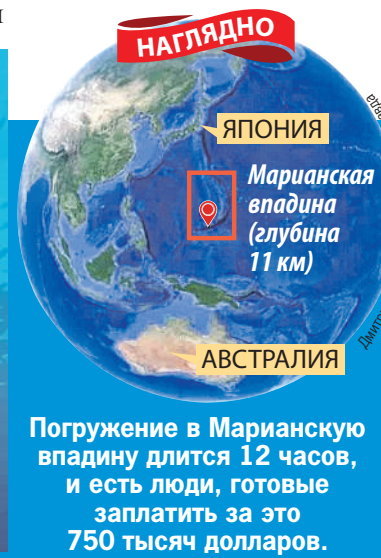 НАГЛЯДНО
ЯПОНИЯ
Марианская
впадина
(глубина
11 км)
АВСТРАЛИЯ
Погружение в Марианскую
впадину длится 12 часов,
и есть люди, готовые
заплатить за это
750 тысяч долларов.